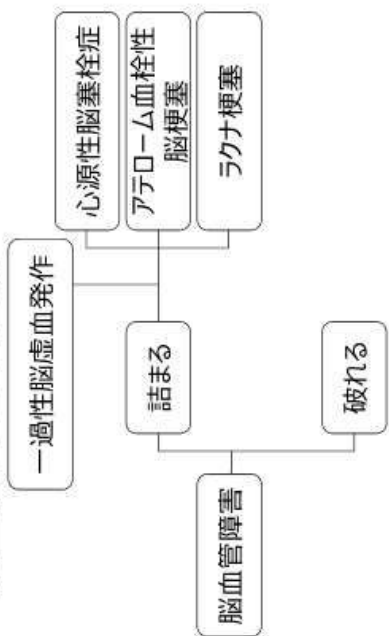 脳血管障害
詰まる
破れる
一過性脳虚血発作
心源性脳塞栓症
アテローム血栓性
脳梗塞
ラクナ梗塞